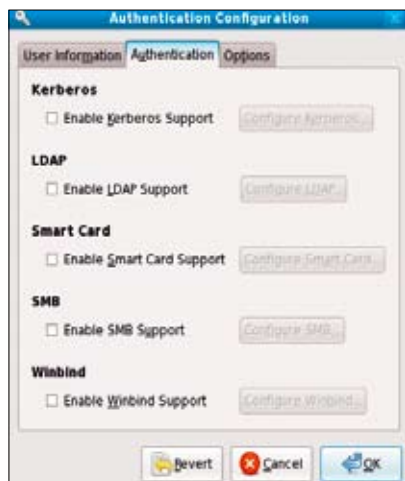 Authentication Configuration
User Information Authentication Options
Kerberos
Enable Kerberos Support Configure Kerberos...
LDAP
Enable LDAP Support Configure LDAP...
Smart Card
Enable Smart Card Support Configure Smart Card...
SMB
Enable SMB Support Configure SMB...
Winbind
Enable Winbind Support Configure Winbind...
Revert Cancel OK